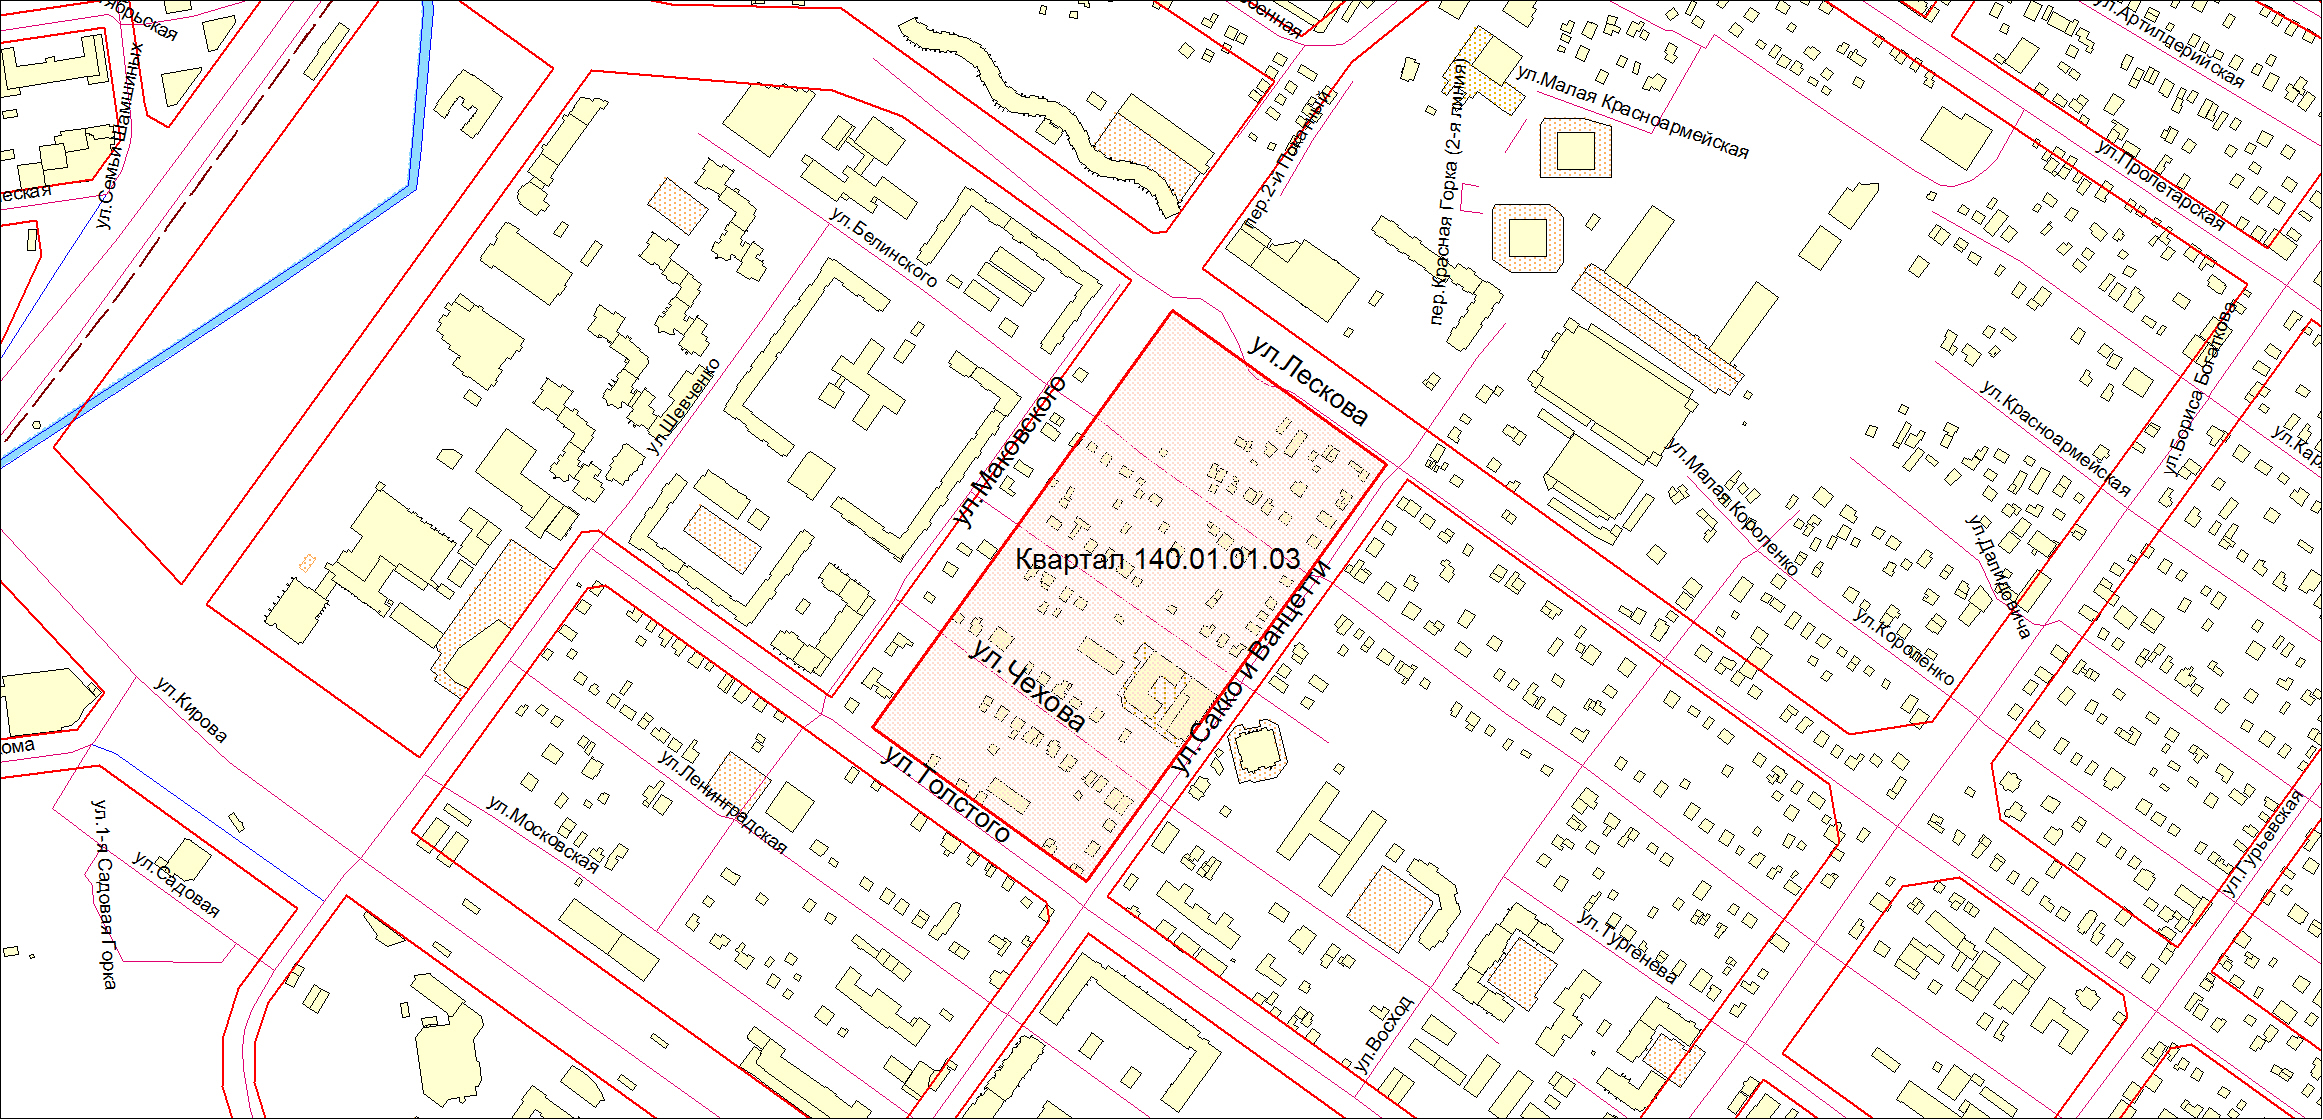 ул.Артиллерийская
ул.Семьи Шамшиных
ул.Малая Красноармейская
пер.2-й Покатный
пер.Красная Горка (2-я линия)
ул.Пролетарская
ул.Белинского
ул.Лескова
ул.Шевченко
ул.Маковского
ул.Бориса Богаткова
ул.Красноармейская
ул.Малая Короленко
ул.Далидовича
Квартал 140.01.01.03
ул.Короленко
ул.Чехова
ул.Сакко и Ванцетти
ул.Кирова
ул.Толстого
ул.Ленинградская
ул.Московская
ул.1-я Садовая Горка
ул.Садовая
ул.Гурьевская
ул.Тургенева
ул.Восход